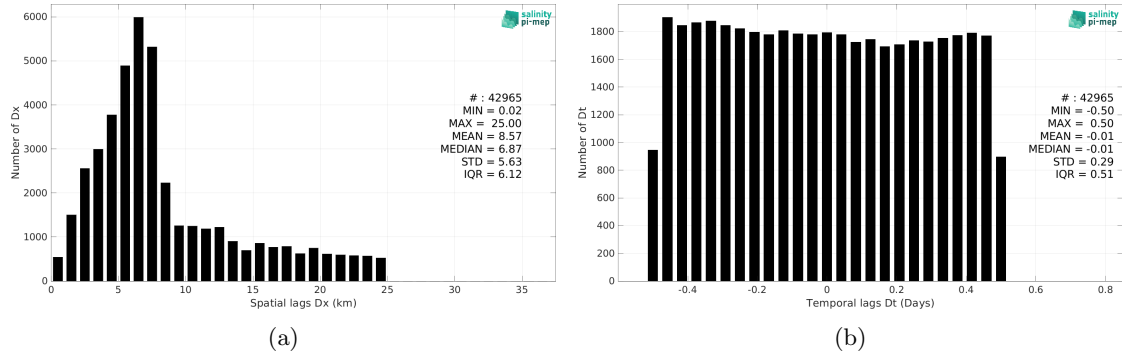 salinity
pi-mep
6000
5000
4000
3000
2000
1000
0
Number of Dx
# : 42965
MIN = 0.02
MAX = 25.00
MEAN = 8.57
MEDIAN = 6.87
STD = 5.63
IQR = 6.12
0 5 10 15 20 25 30 35
Spatial lags Dx (km)
(a)
salinity
pi-mep
1800
1600
1400
1200
1000
800
600
400
200
0
Number of Dt
# : 42965
MIN = -0.50
MAX = 0.50
MEAN = -0.01
MEDIAN = -0.01
STD = 0.29
IQR = 0.51
-0.4 -0.2 0 0.2 0.4 0.6 0.8
Temporal lags Dt (Days)
(b)